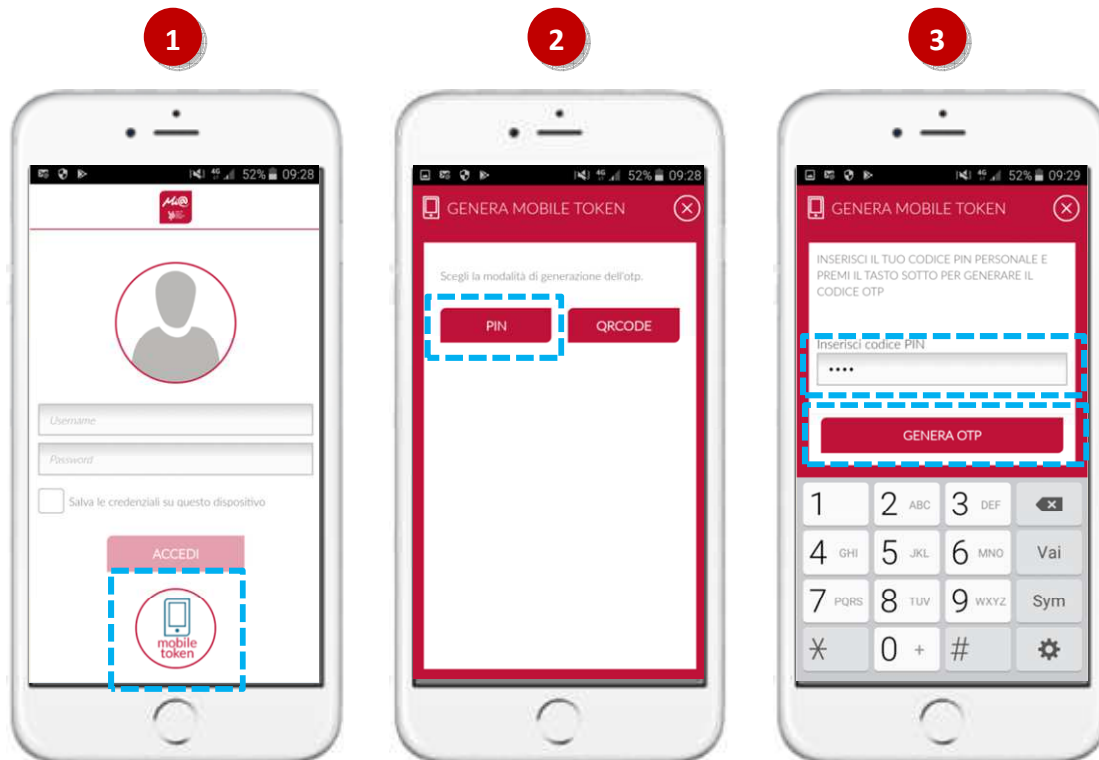 1
2
3
52% 09:28
Username
Password
Salva le credenziali su questo dispositivo
ACCEDI
mobile
token
52% 09:28
GENERA MOBILE TOKEN
Scegli la modalità di generazione dell'otp.
PIN
QRCODE
52% 09:29
GENERA MOBILE TOKEN
INSERISCI IL TUO CODICE PIN PERSONALE E
PREMI IL TASTO SOTTO PER GENERARE IL
CODICE OTP
Inserisci codice PIN
••••
GENERA OTP
1 2 ABC 3 DEF
4 GHI 5 JKL 6 MNO Vai
7 PQRS 8 TUV 9 WXYZ Sym
* 0 + #